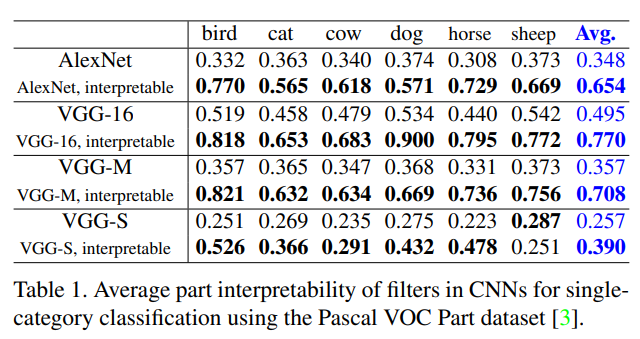 bird cat cow dog horse sheep Avg.
AlexNet 0.332 0.363 0.340 0.374 0.308 0.373 0.348
AlexNet, interpretable 0.770 0.565 0.618 0.571 0.729 0.669 0.654
VGG-16 0.519 0.458 0.479 0.534 0.440 0.542 0.495
VGG-16, interpretable 0.818 0.653 0.683 0.900 0.795 0.772 0.770
VGG-M 0.357 0.365 0.347 0.368 0.331 0.373 0.357
VGG-M, interpretable 0.821 0.632 0.634 0.669 0.736 0.756 0.708
VGG-S 0.251 0.269 0.235 0.275 0.223 0.287 0.257
VGG-S, interpretable 0.526 0.366 0.291 0.432 0.478 0.251 0.390
Table 1. Average part interpretability of filters in CNNs for single-
category classification using the Pascal VOC Part dataset [3].